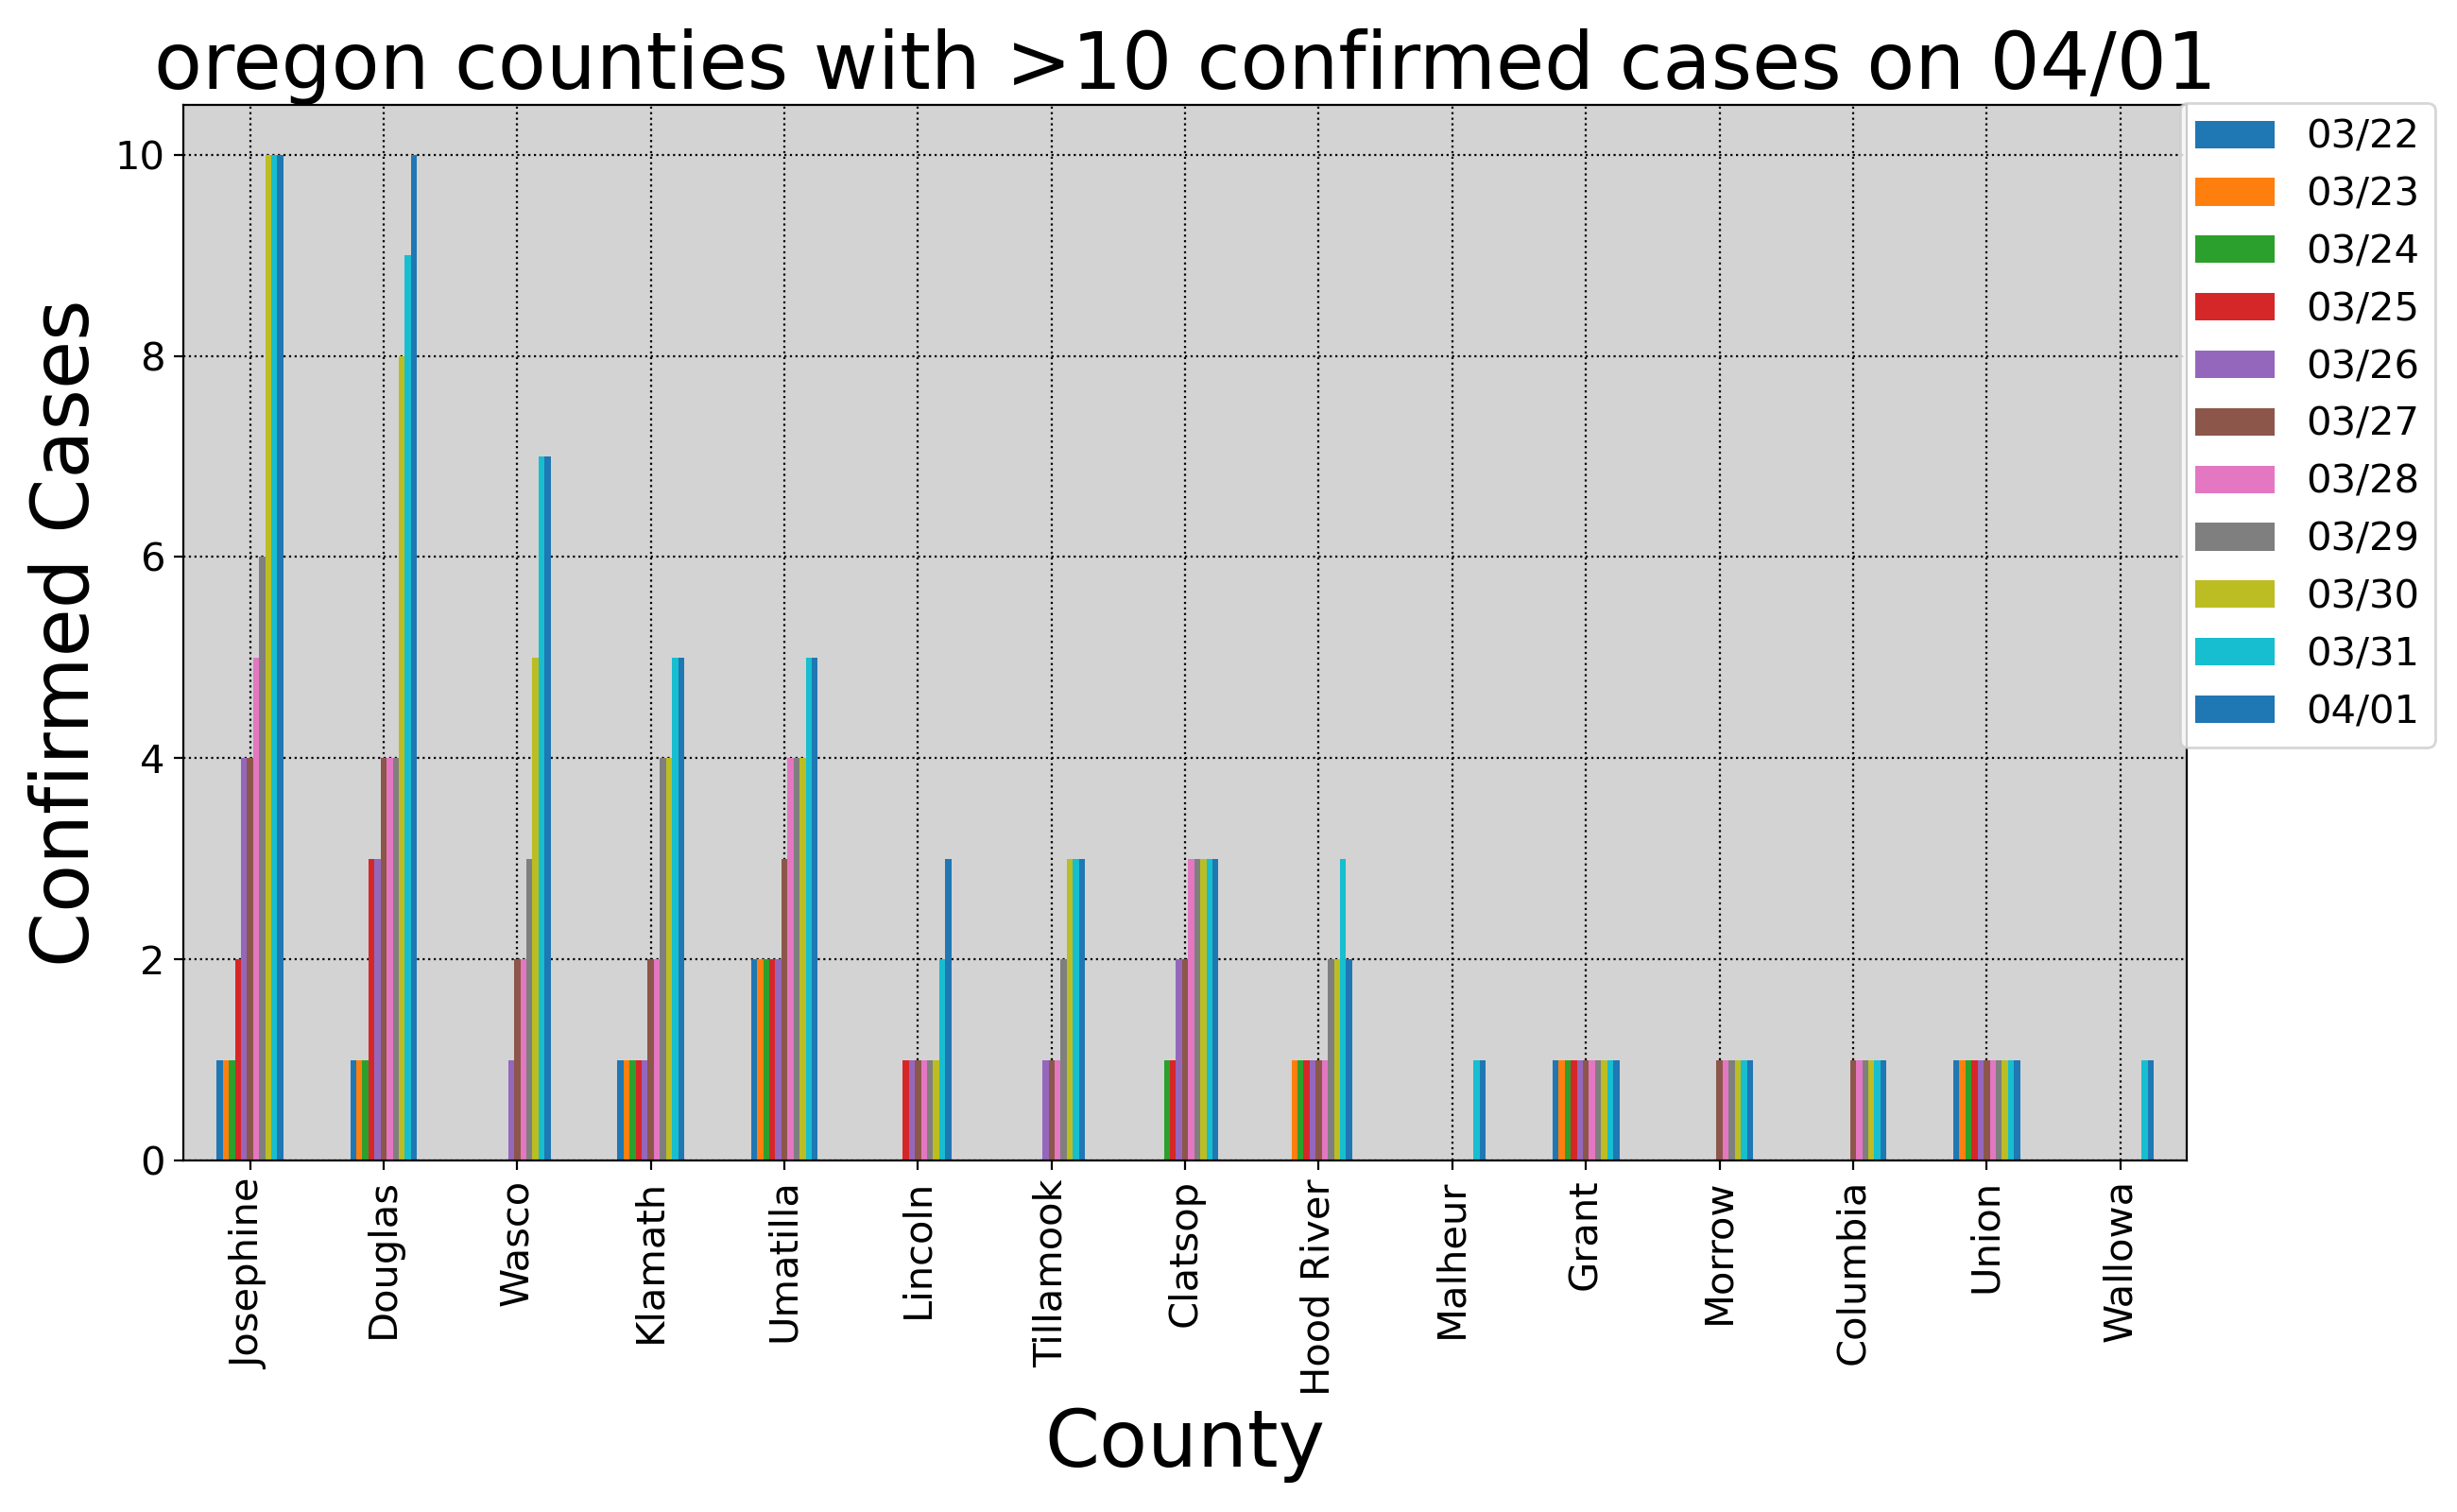 oregon counties with >10 confirmed cases on 04/01
Confirmed Cases
10
8
6
4
2
0
03/22
03/23
03/24
03/25
03/26
03/27
03/28
03/29
03/30
03/31
04/01
Josephine
Douglas
Wasco
Klamath
Umatilla
Lincoln
Tillamook
Clatsop
Hood River
Malheur
Grant
Morrow
Columbia
Union
Wallowa
County